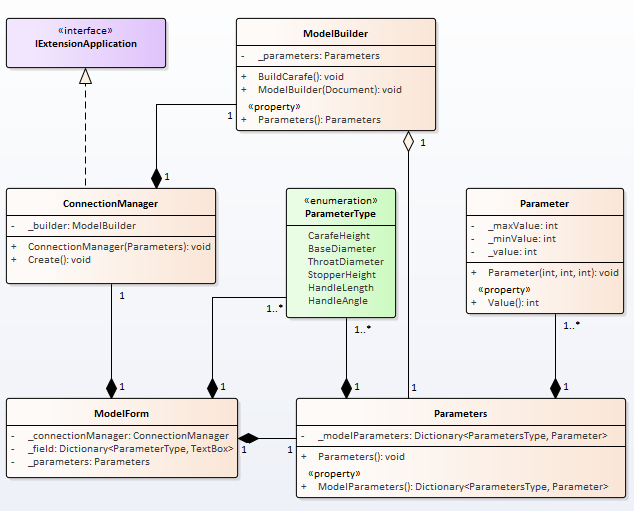 «interface»
IExtensionApplication
ModelBuilder
- _parameters: Parameters
+ BuildCarafe(): void
+ ModelBuilder(Document): void
«property»
+ Parameters(): Parameters
1
1
1
ConnectionManager
- _builder: ModelBuilder
+ ConnectionManager(Parameters): void
+ Create(): void
«enumeration»
ParameterType
CarafeHeight
BaseDiameter
ThroatDiameter
StopperHeight
HandleLength
HandleAngle
Parameter
- _maxValue: int
- _minValue: int
- _value: int
+ Parameter(int, int, int): void
«property»
+ Value(): int
1
1..*
1..*
1..*
1
1
1
1
1
ModelForm
- _connectionManager: ConnectionManager
- _field: Dictionary<ParameterType, TextBox>
- _parameters: Parameters
1
1
Parameters
- _modelParameters: Dictionary<ParametersType, Parameter>
+ Parameters(): void
«property»
+ ModelParameters(): Dictionary<ParametersType, Parameter>